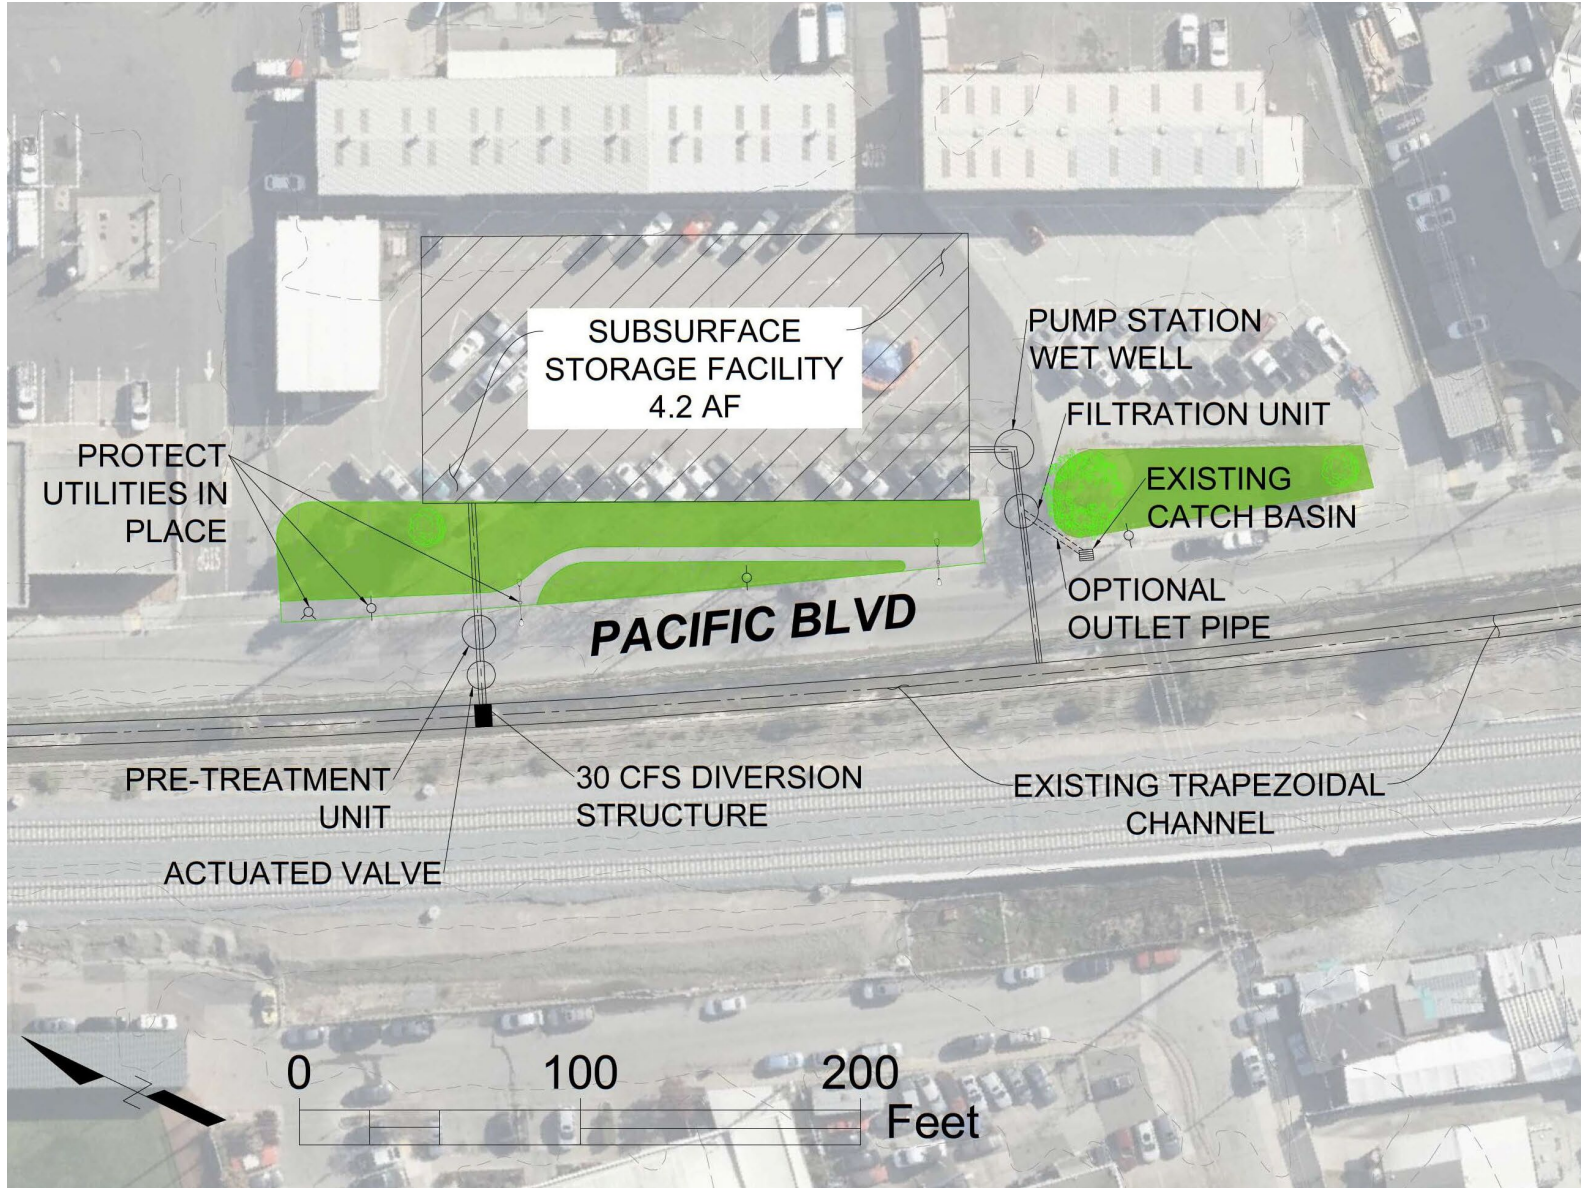 SUBSURFACE
STORAGE FACILITY
4.2 AF
PUMP STATION
WET WELL
FILTRATION UNIT
PROTECT
UTILITIES IN
PLACE
EXISTING
CATCH BASIN
OPTIONAL
OUTLET PIPE
PACIFIC BLVD
PRE-TREATMENT
UNIT
30 CFS DIVERSION
STRUCTURE
EXISTING TRAPEZOIDAL
CHANNEL
ACTUATED VALVE
0 100 200
Feet